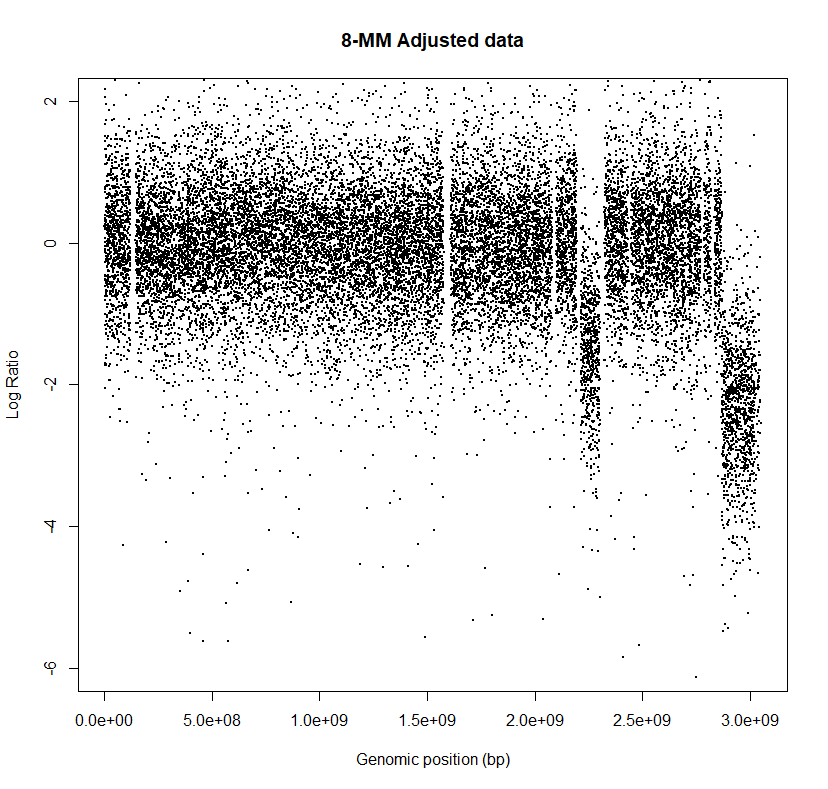 8-MM Adjusted data
Log Ratio
2
0
-2
-4
-6
0.0e+00 5.0e+08 1.0e+09 1.5e+09 2.0e+09 2.5e+09 3.0e+09
Genomic position (bp)